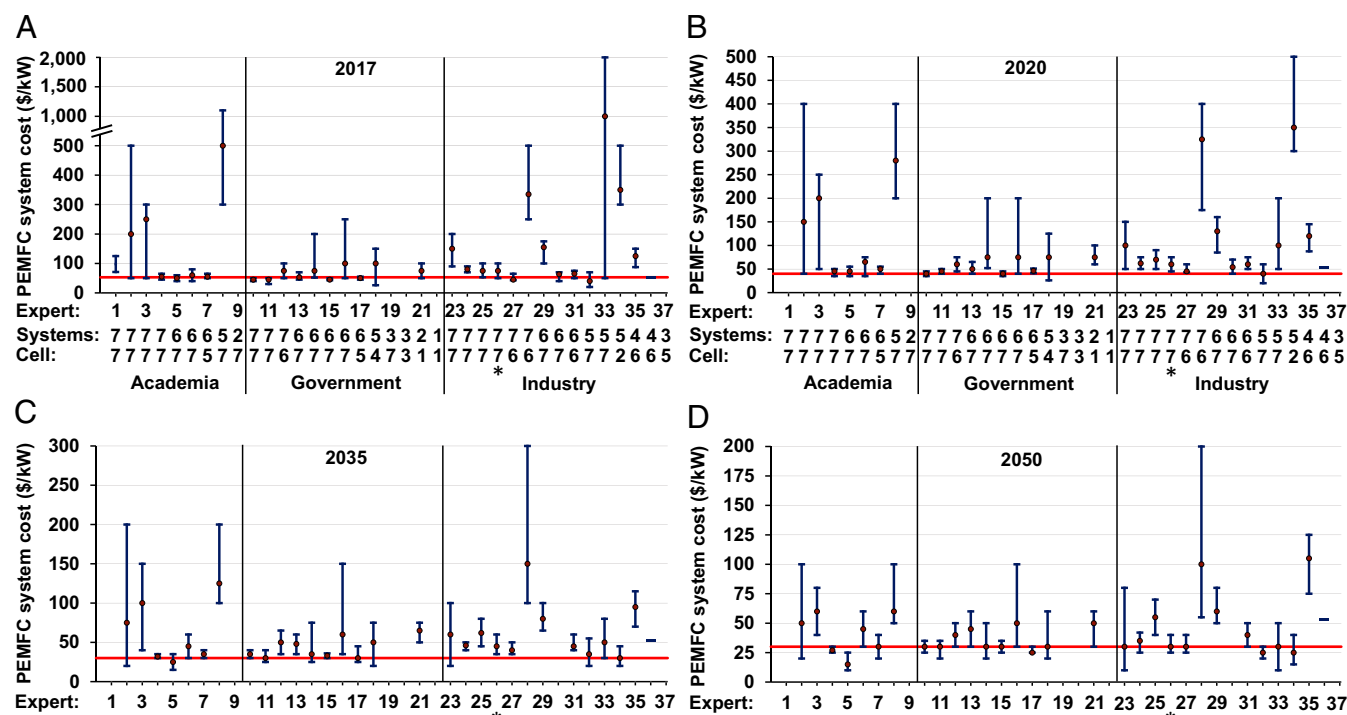 A
2017
PEMFC system cost ($/kW)
2,000
1,000
500
400
300
200
100
0
Expert: 1 3 5 7 9 11 13 15 17 19 21 23 25 27 29 31 33 35 37
Systems: 7 7 7 7 6 6 6 5 2 7 7 7 6 6 6 6 6 5 3 3 2 1 7 7 7 7 7 7 6 6 6 5 5 5 4 4 3
Cell: 7 7 7 7 7 7 5 7 7 7 7 6 7 7 7 7 5 4 7 3 1 1 7 7 7 7 6 6 7 7 6 7 7 2 6 6 5
*
Academia Government Industry
B
2020
PEMFC system cost ($/kW)
500
450
400
350
300
250
200
150
100
50
0
Expert: 1 3 5 7 9 11 13 15 17 19 21 23 25 27 29 31 33 35 37
Systems: 7 7 7 7 6 6 6 5 2 7 7 7 6 6 6 6 6 5 3 3 2 1 7 7 7 7 7 7 6 6 6 5 5 5 4 4 3
Cell: 7 7 7 7 7 7 5 7 7 7 7 6 7 7 7 7 5 4 7 3 1 1 7 7 7 7 6 6 7 7 6 7 7 2 6 6 5
*
Academia Government Industry
C
2035
PEMFC system cost ($/kW)
300
250
200
150
100
50
0
Expert: 1 3 5 7 9 11 13 15 17 19 21 23 25 27 29 31 33 35 37
*
D
2050
PEMFC system cost ($/kW)
200
175
150
125
100
75
50
25
0
Expert: 1 3 5 7 9 11 13 15 17 19 21 23 25 27 29 31 33 35 37
*